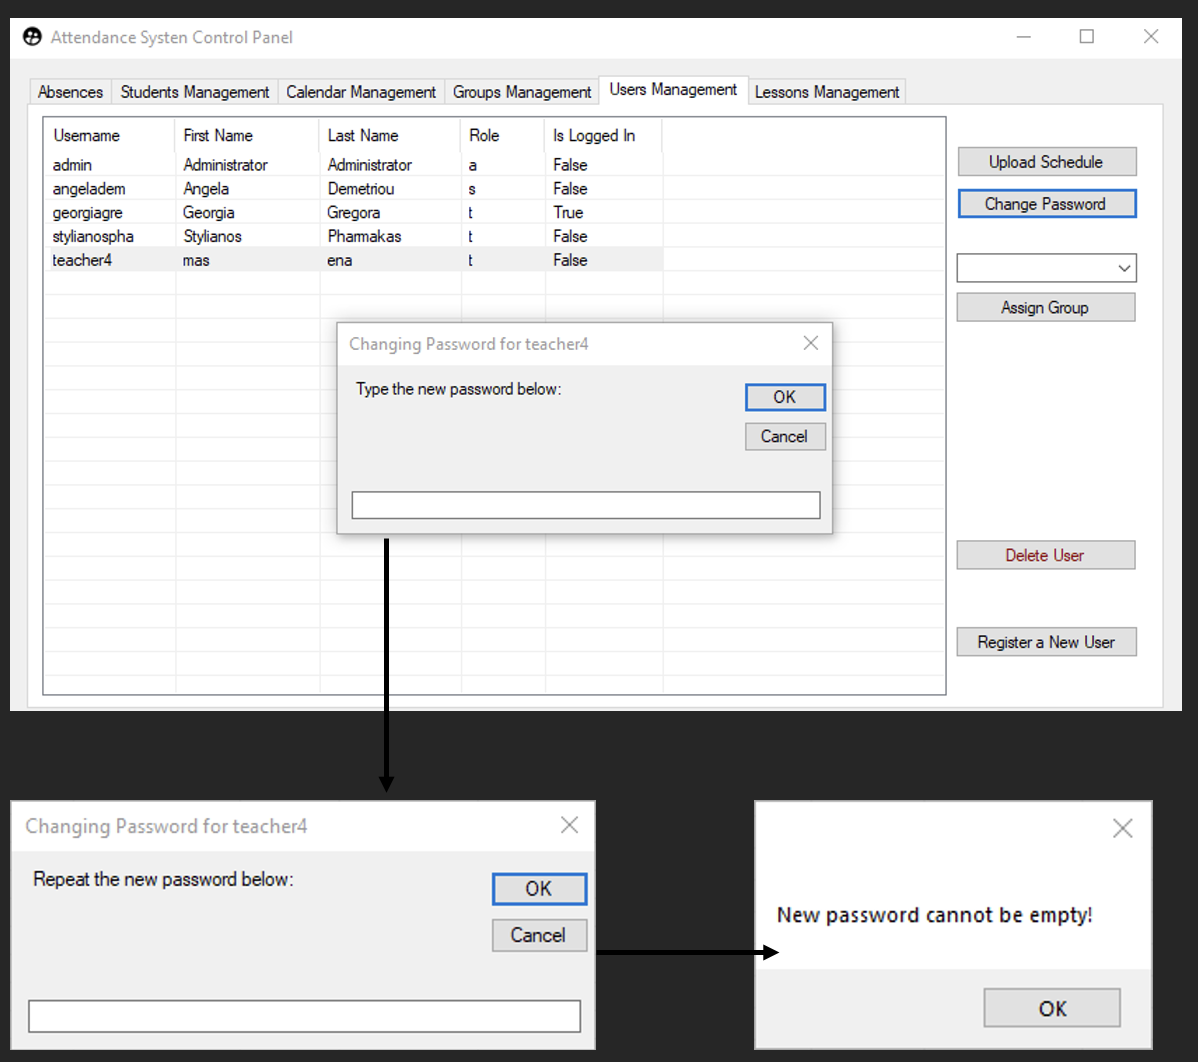 Attendance Systen Control Panel
Absences Students Management Calendar Management Groups Management Users Management Lessons Management
Username First Name Last Name Role Is Logged In
admin Administrator Administrator a False
angeladem Angela Demetriou s False
georgiagre Georgia Gregora t True
stylianospha Stylianos Pharmakas t False
teacher4 mas ena t False
Upload Schedule
Change Password
Assign Group
Delete User
Register a New User
Changing Password for teacher4
Type the new password below:
OK
Cancel
Changing Password for teacher4
Repeat the new password below:
OK
Cancel
New password cannot be empty!
OK